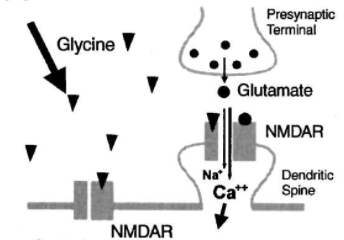 Presynaptic
Terminal
Glycine
Glutamate
NMDAR
Na+
Ca++
Dendritic
Spine
NMDAR